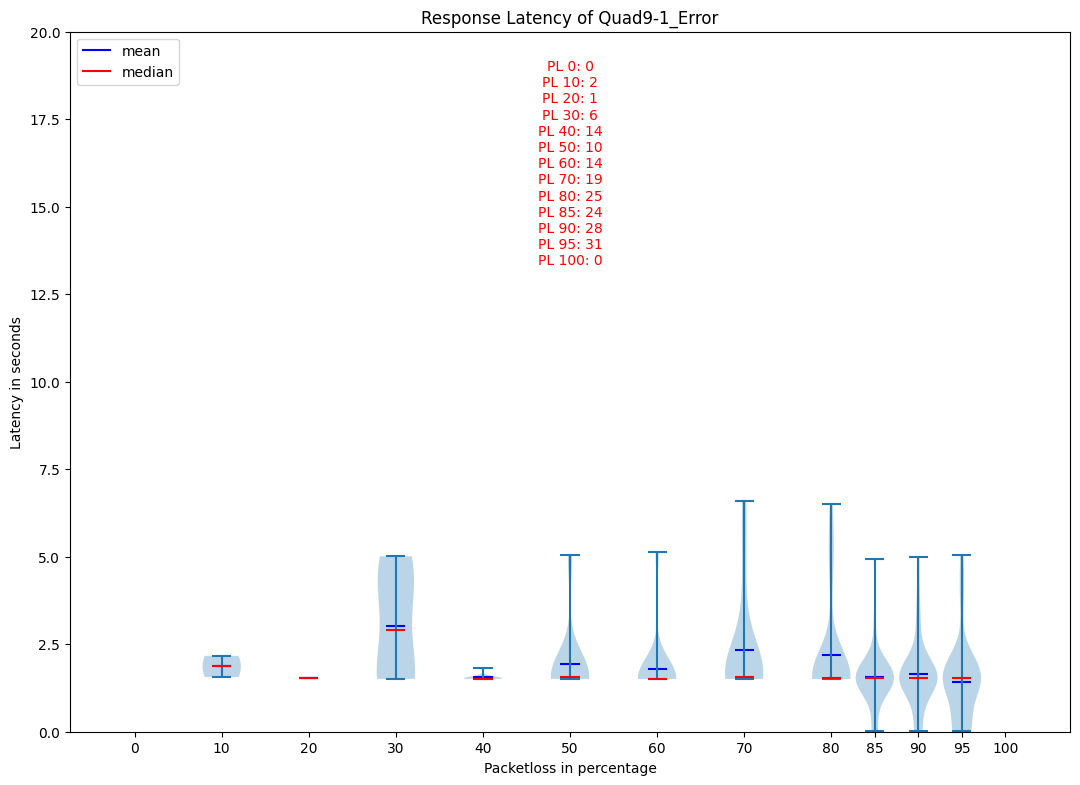 Response Latency of Quad9-1_Error
mean
median
PL 0: 0
PL 10: 2
PL 20: 1
PL 30: 6
PL 40: 14
PL 50: 10
PL 60: 14
PL 70: 19
PL 80: 25
PL 85: 24
PL 90: 28
PL 95: 31
PL 100: 0
Latency in seconds
20.0
17.5
15.0
12.5
10.0
7.5
5.0
2.5
0.0
0 10 20 30 40 50 60 70 80 85 90 95 100
Packetloss in percentage